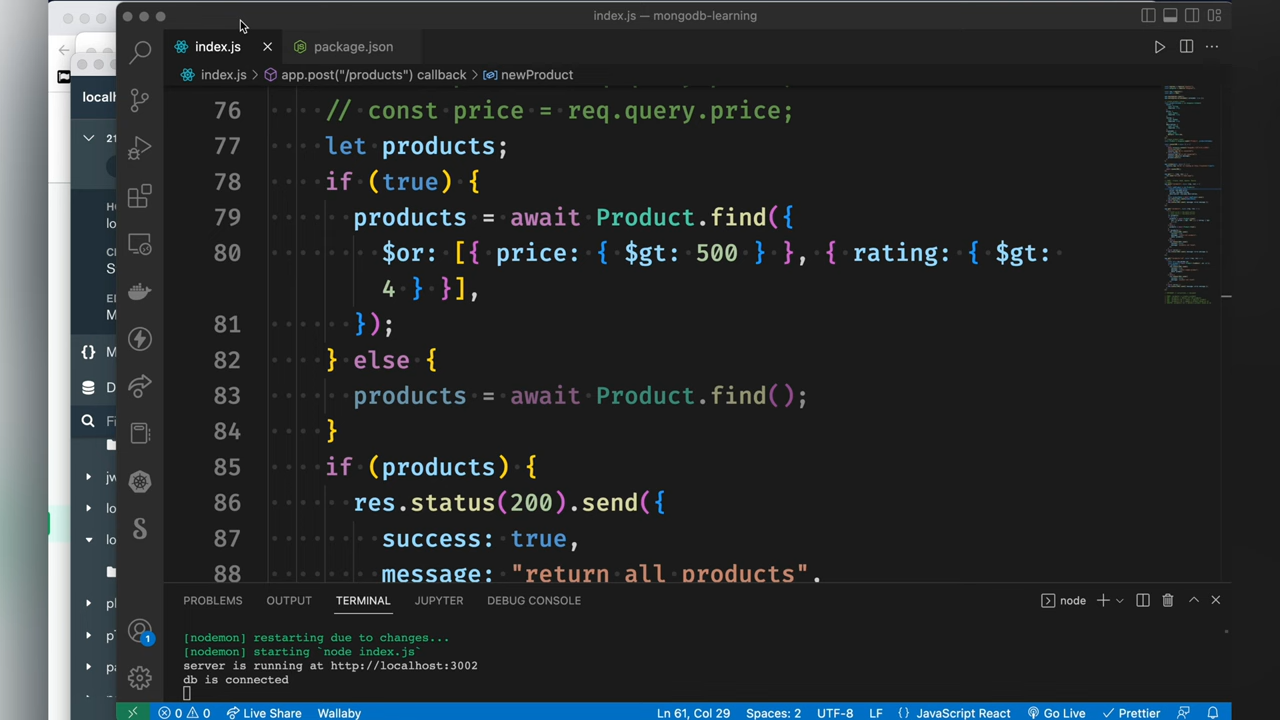 index.js — mongodb-learning
index.js
package.json
index.js > app.post("/products") callback > newProduct
76 // const price = req.query.price;
77 let products;
78 if (true) {
79 products = await Product.find({
80 $or: [{ price: { $gt: 500 } }, { rating: { $gt:
4 } }],
81 });
82 } else {
83 products = await Product.find();
84 }
85 if (products) {
86 res.status(200).send({
87 success: true,
88 message: "return all products",
PROBLEMS OUTPUT TERMINAL JUPYTER DEBUG CONSOLE
node
[nodemon] restarting due to changes...
[nodemon] starting `node index.js`
server is running at http://localhost:3002
db is connected
1
0 0 Live Share Wallaby
Ln 61, Col 29 Spaces: 2 UTF-8 LF {} JavaScript React Go Live Prettier